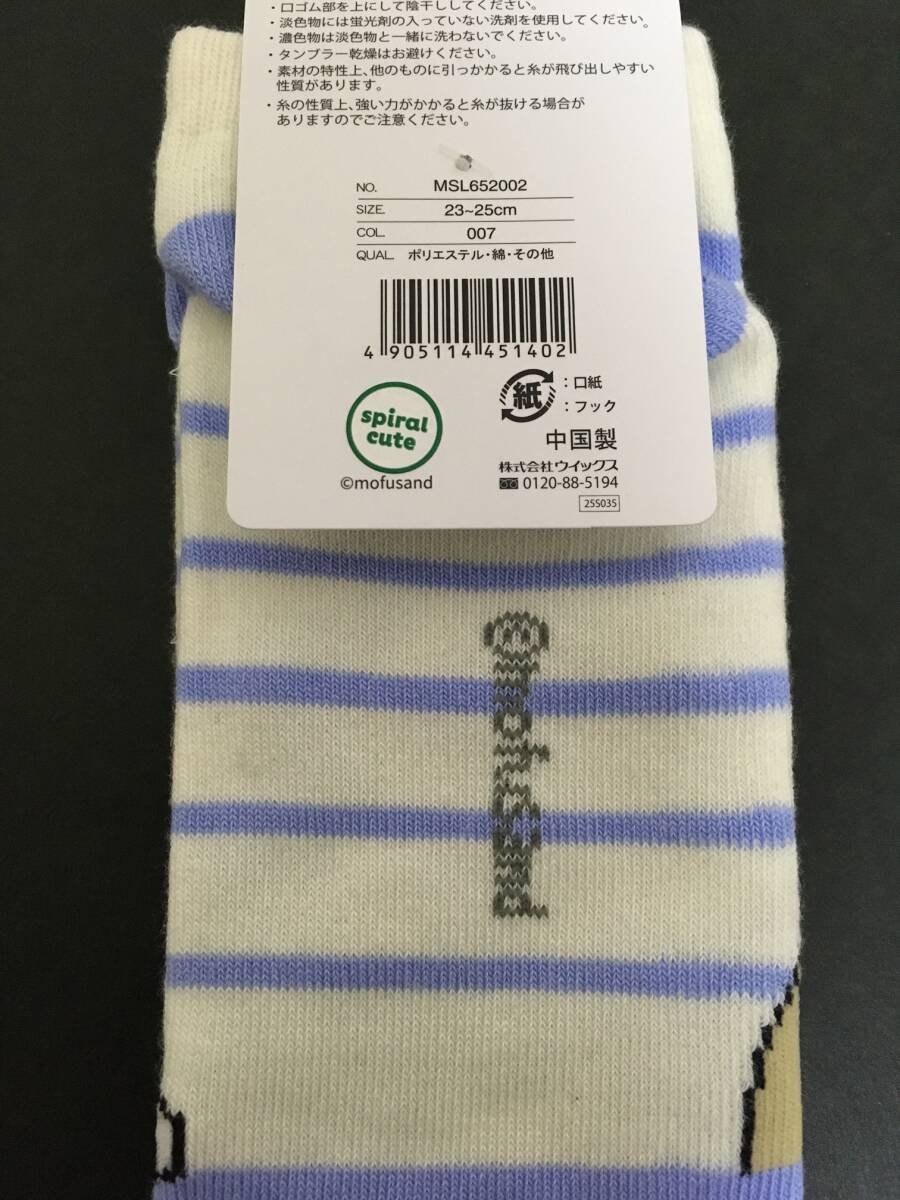 ・口ゴム部を上にして陰干ししてください。
・淡色物には蛍光剤の入っていない洗剤を使用してください。
・濃色物は淡色物と一緒に洗わないでください。
・タンブラー乾燥はお避けください。
・素材の特性上、他のものに引っかかると糸が飛び出しやすい
性質があります。
・糸の性質上、強い力がかかると糸が抜ける場合が
ありますのでご注意ください。
NO. MSL652002
SIZE. 23~25cm
COL. 007
QUAL. ポリエステル・綿・その他
4 905114 451402
spiral
cute
©mofusand
紙 :口紙
:フック
中国製
株式会社ウイックス
0120-88-5194
25S035
©mofusand